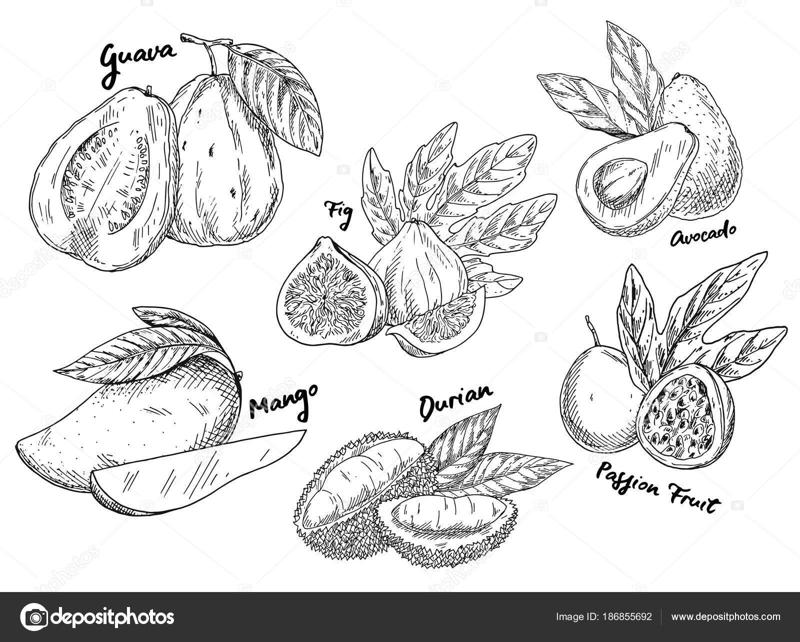 Guava
Fig
Avocado
Mango
Durian
Passion Fruit
depositphotos
Image ID: 186855692 | www.depositphotos.com